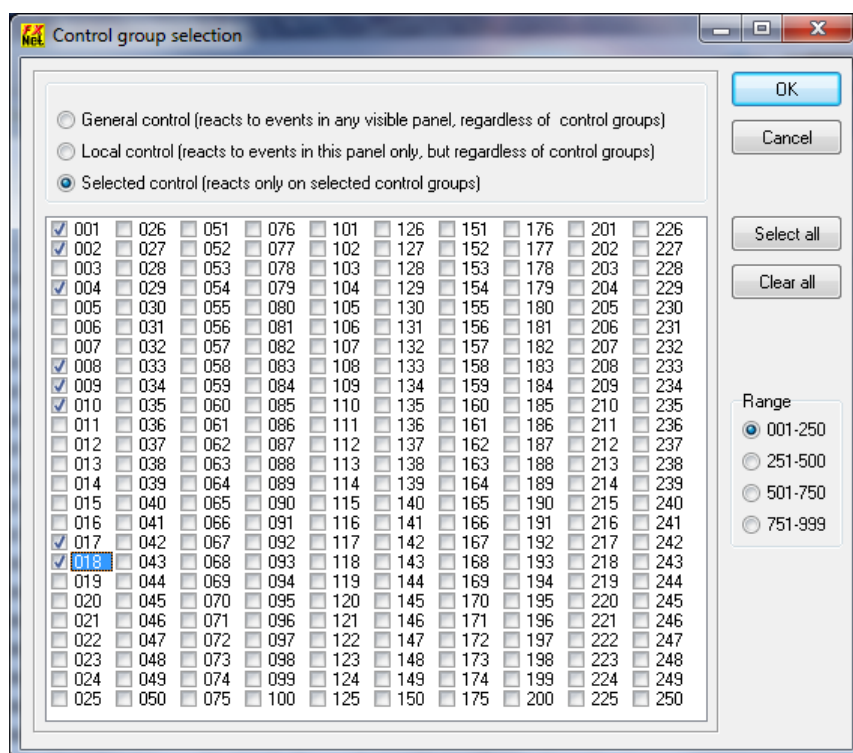 FX Net Control group selection
OK
General control (reacts to events in any visible panel, regardless of control groups)
Cancel
Local control (reacts to events in this panel only, but regardless of control groups)
Selected control (reacts only on selected control groups)
001 026 051 076 101 126 151 176 201 226
Select all
002 027 052 077 102 127 152 177 202 227
003 028 053 078 103 128 153 178 203 228
004 029 054 079 104 129 154 179 204 229
Clear all
005 030 055 080 105 130 155 180 205 230
006 031 056 081 106 131 156 181 206 231
007 032 057 082 107 132 157 182 207 232
008 033 058 083 108 133 158 183 208 233
009 034 059 084 109 134 159 184 209 234
010 035 060 085 110 135 160 185 210 235
Range
011 036 061 086 111 136 161 186 211 236
001-250
012 037 062 087 112 137 162 187 212 237
013 038 063 088 113 138 163 188 213 238
251-500
014 039 064 089 114 139 164 189 214 239
015 040 065 090 115 140 165 190 215 240
501-750
016 041 066 091 116 141 166 191 216 241
751-999
017 042 067 092 117 142 167 192 217 242
018 043 068 093 118 143 168 193 218 243
019 044 069 094 119 144 169 194 219 244
020 045 070 095 120 145 170 195 220 245
021 046 071 096 121 146 171 196 221 246
022 047 072 097 122 147 172 197 222 247
023 048 073 098 123 148 173 198 223 248
024 049 074 099 124 149 174 199 224 249
025 050 075 100 125 150 175 200 225 250